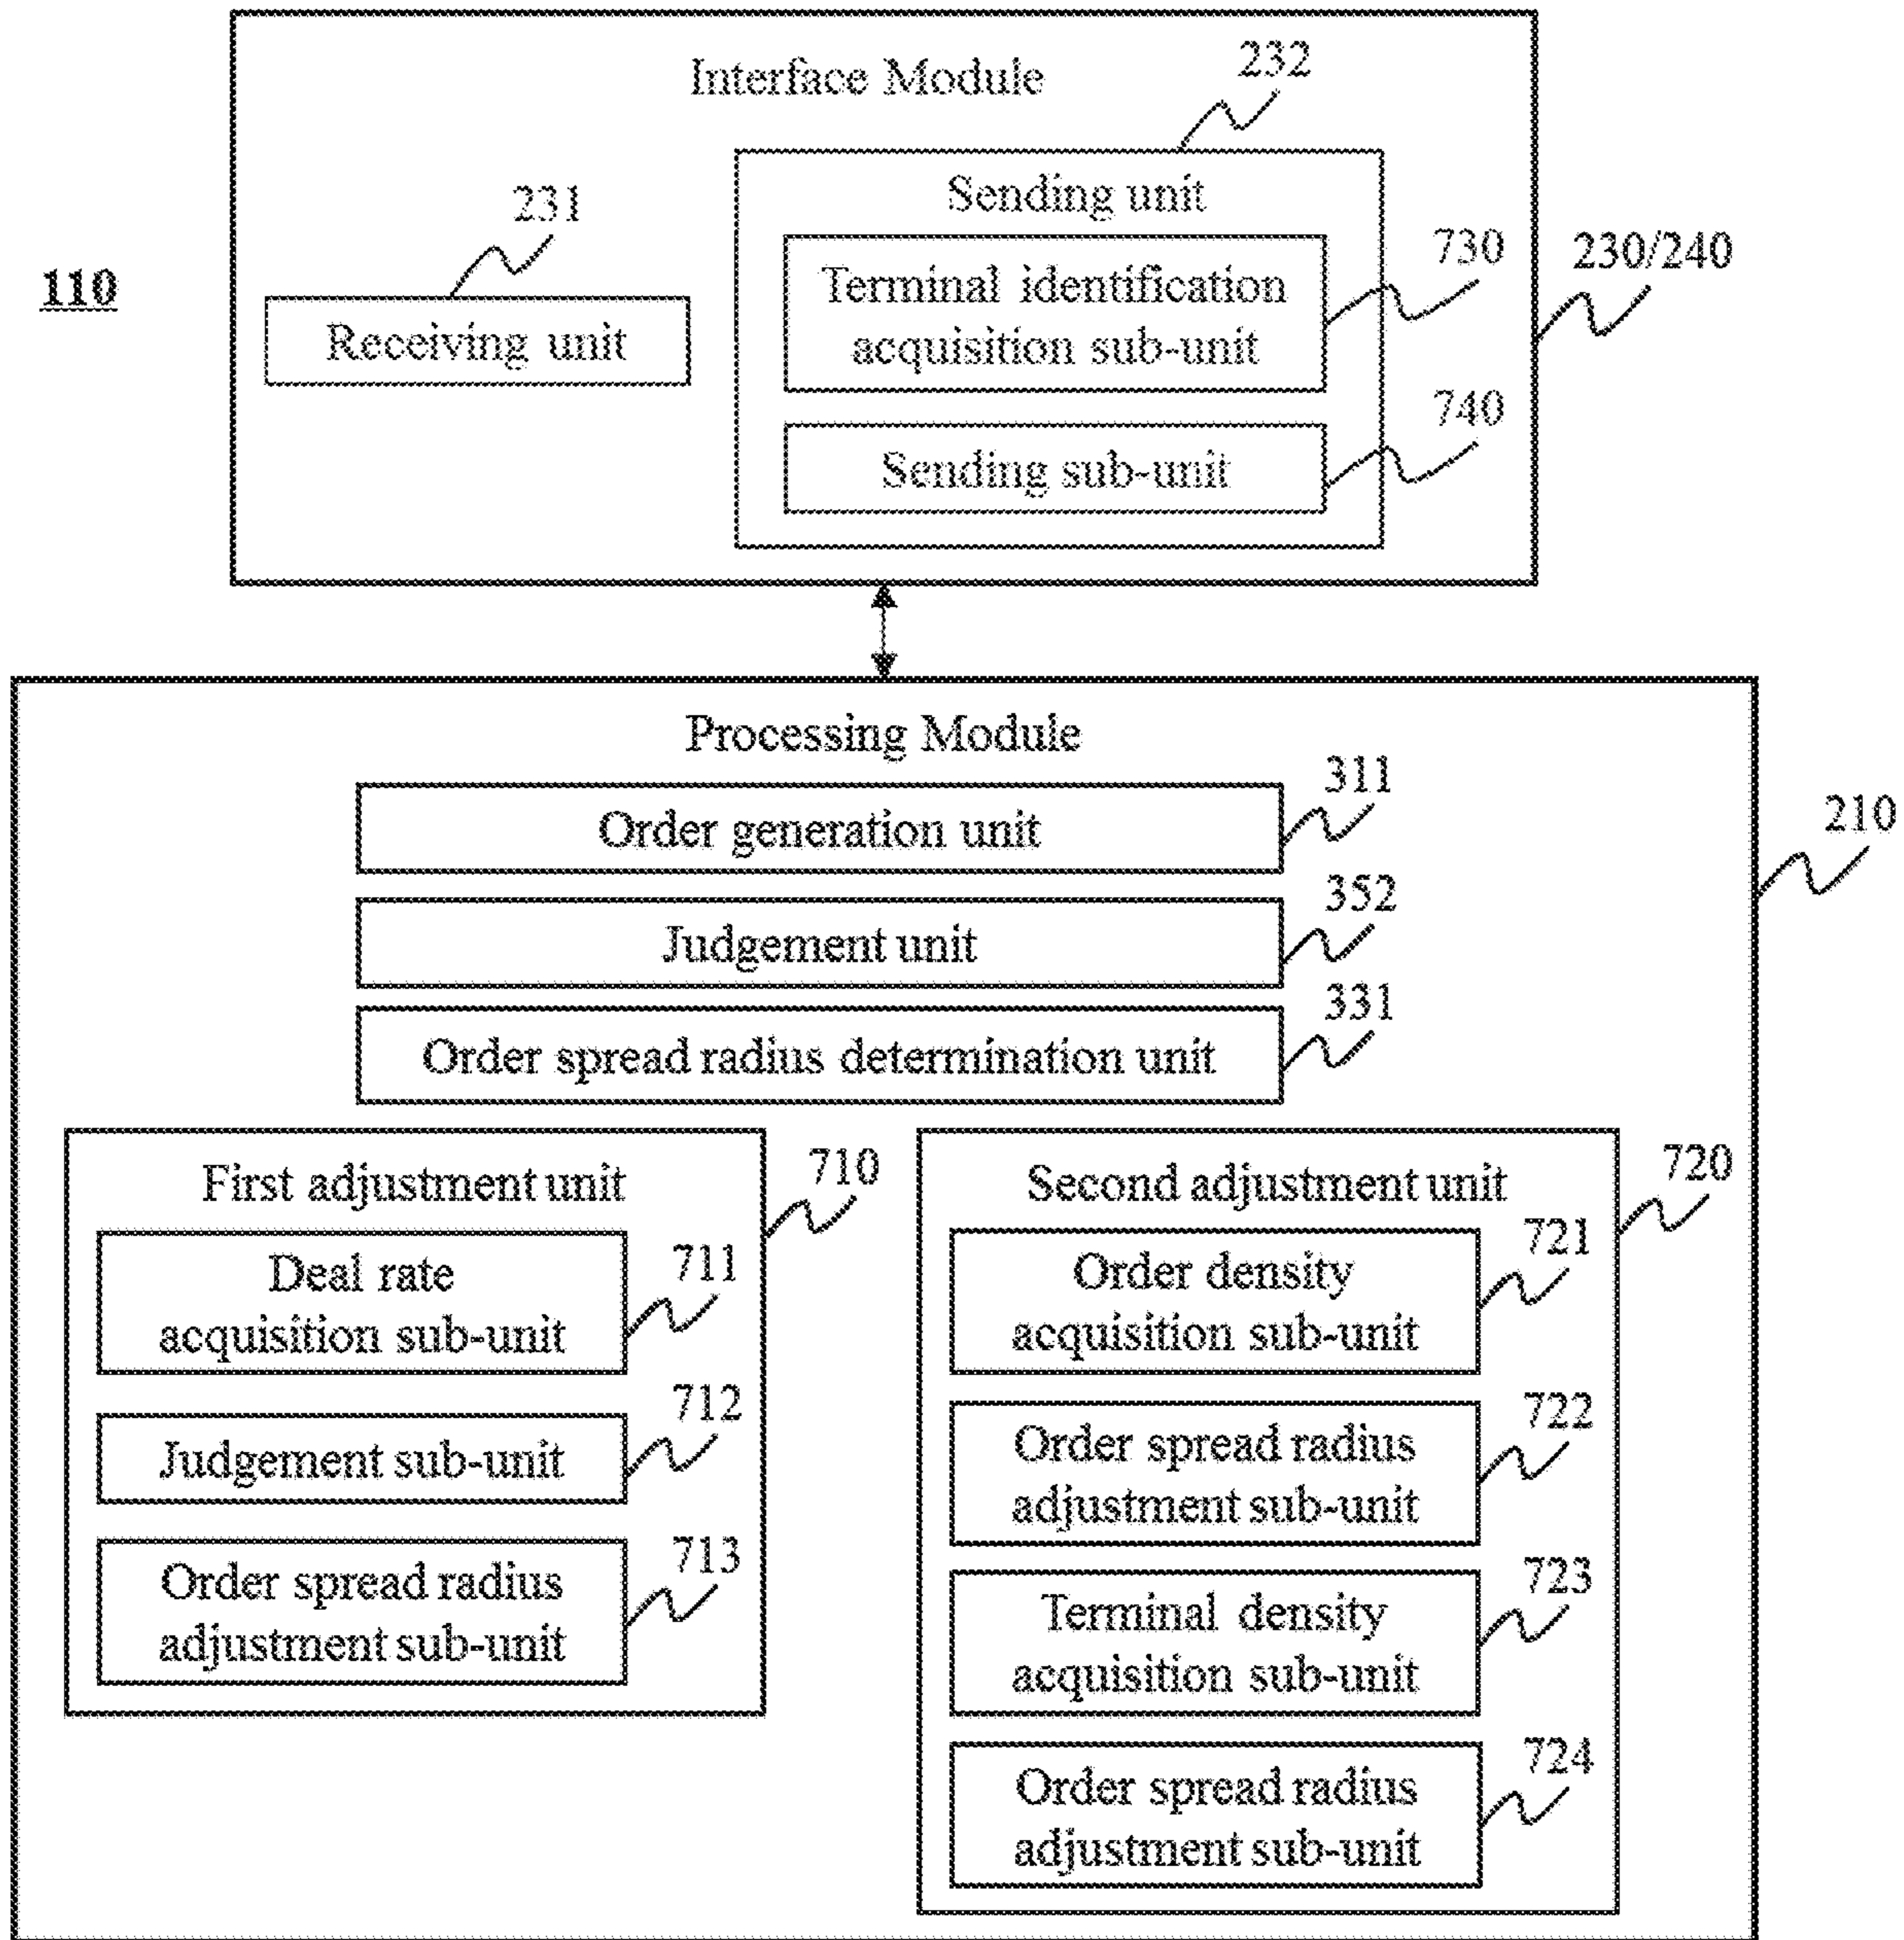 Interface Module
232
Sending unit
231
110
Receiving unit
Terminal identification
acquisition sub-unit
730
230/240
Sending sub-unit
740
Processing Module
Order generation unit
311
210
Judgement unit
352
Order spread radius determination unit
331
First adjustment unit
710
Deal rate
acquisition sub-unit
711
Judgement sub-unit
712
Order spread radius
adjustment sub-unit
713
Second adjustment unit
720
Order density
acquisition sub-unit
721
Order spread radius
adjustment sub-unit
722
Terminal density
acquisition sub-unit
723
Order spread radius
adjustment sub-unit
724